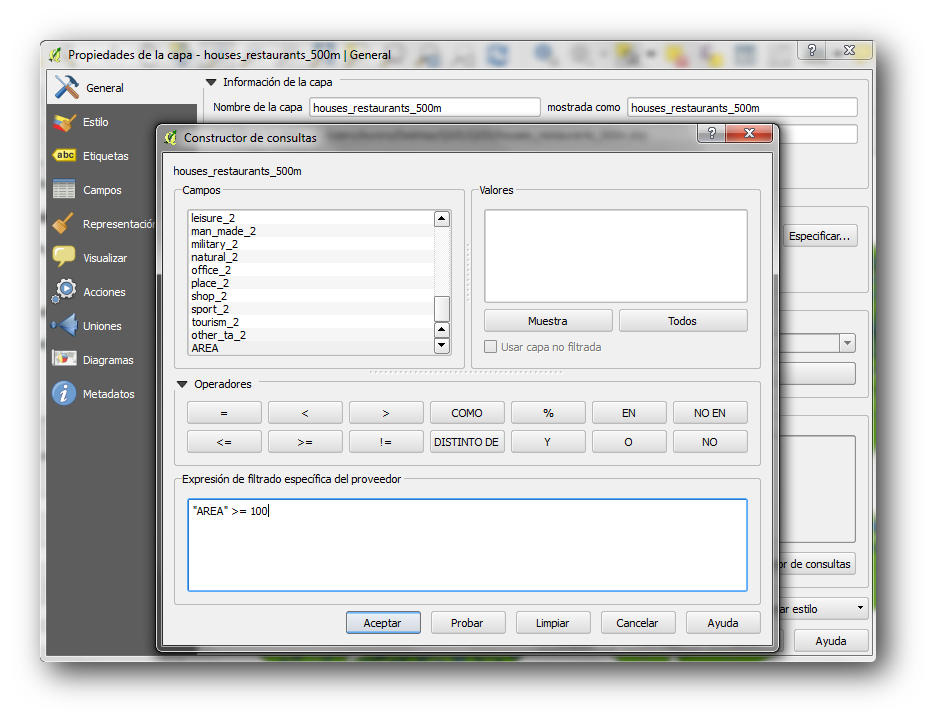 Propiedades de la capa - houses_restaurants_500m | General
General
Estilo
Etiquetas
Campos
Representación
Visualizar
Acciones
Uniones
Diagramas
Metadatos
Información de la capa
Nombre de la capa houses_restaurants_500m mostrada como houses_restaurants_500m
Constructor de consultas
houses_restaurants_500m
Campos
leisure_2
man_made_2
military_2
natural_2
office_2
place_2
shop_2
sport_2
tourism_2
other_ta_2
AREA
Valores
Muestra Todos
Usar capa no filtrada
Operadores
= < > COMO % EN NO EN
<= >= != DISTINTO DE Y O NO
Expresión de filtrado específica del proveedor
"AREA" >= 100
Aceptar Probar Limpiar Cancelar Ayuda
Especificar...
or de consultas
ar estilo
Ayuda
abc